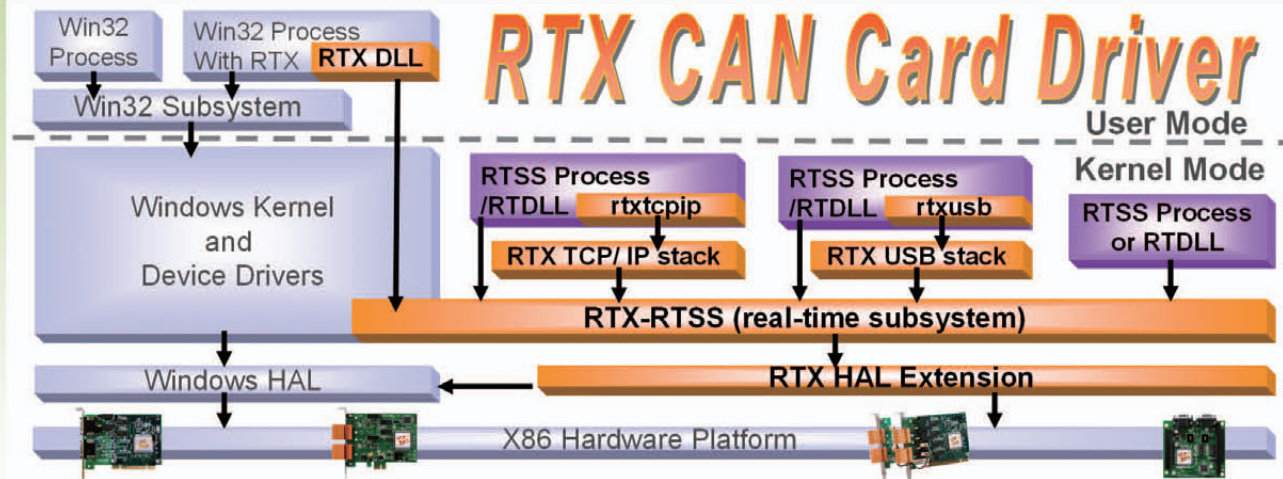 RTX CAN Card Driver
Win32
Process
Win32 Process
With RTX
RTX DLL
Win32 Subsystem
User Mode
Kernel Mode
Windows Kernel
and
Device Drivers
RTSS Process
/RTDLL
rtxtcpip
RTX TCP/ IP stack
RTSS Process
/RTDLL
rtxusb
RTX USB stack
RTSS Process
or RTDLL
RTX-RTSS (real-time subsystem)
Windows HAL
RTX HAL Extension
X86 Hardware Platform